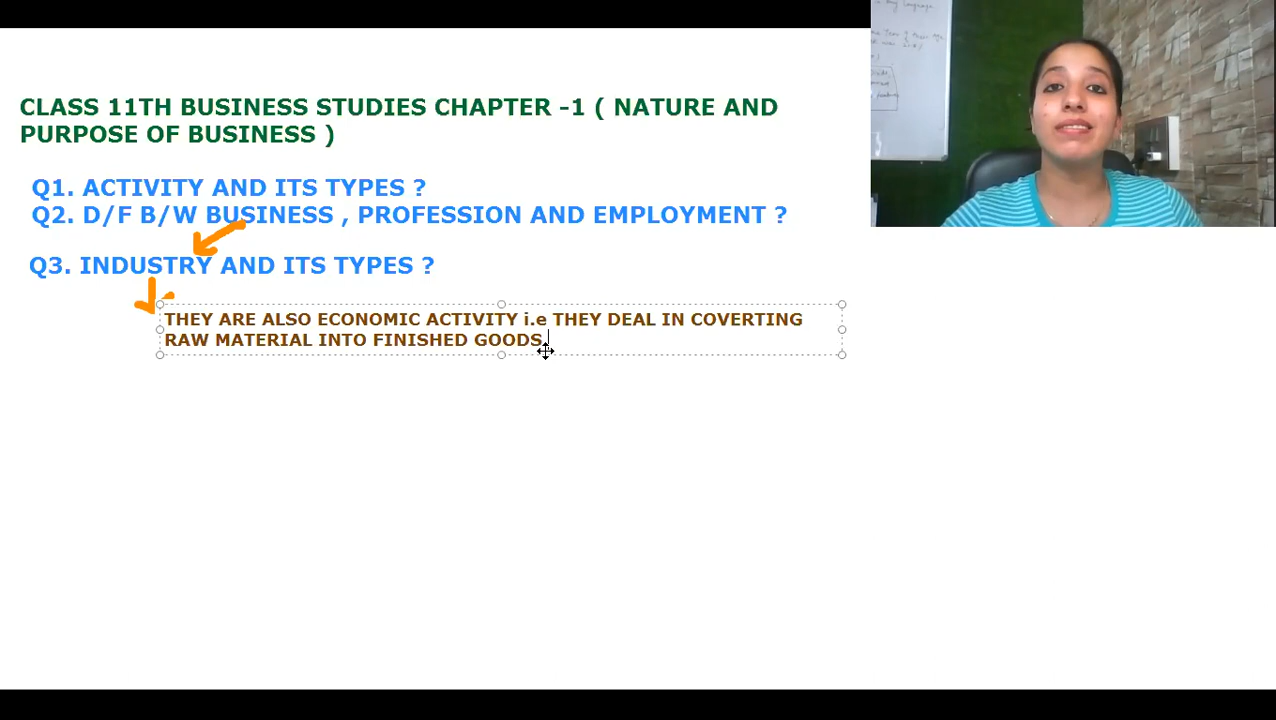 CLASS 11TH BUSINESS STUDIES CHAPTER -1 ( NATURE AND
PURPOSE OF BUSINESS )
Q1. ACTIVITY AND ITS TYPES ?
Q2. D/F B/W BUSINESS , PROFESSION AND EMPLOYMENT ?
Q3. INDUSTRY AND ITS TYPES ?
THEY ARE ALSO ECONOMIC ACTIVITY i.e THEY DEAL IN COVERTING
RAW MATERIAL INTO FINISHED GOODS.
language